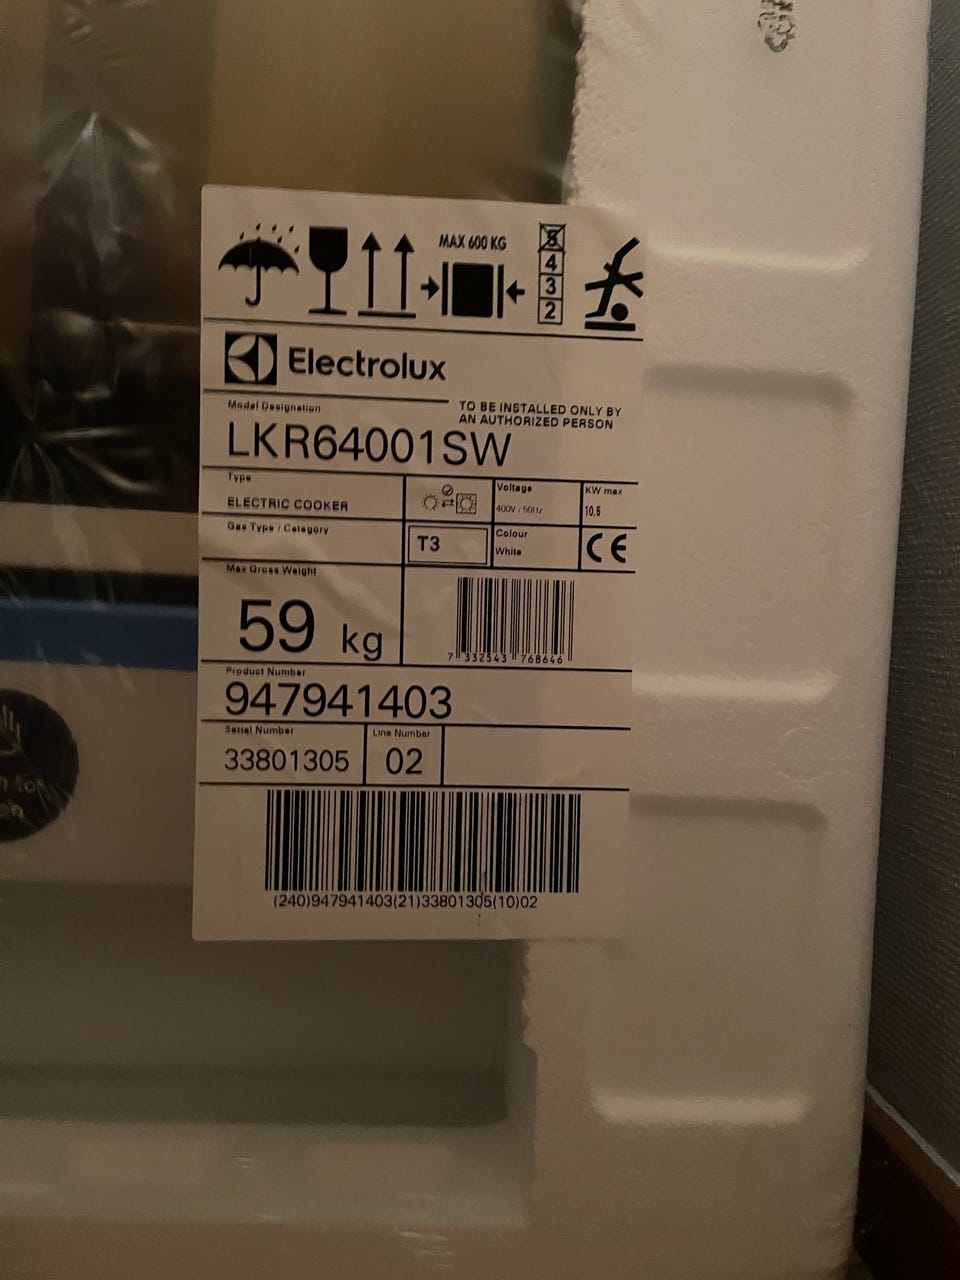 MAX 600 KG
5
4
3
2
Electrolux
Model Designation
TO BE INSTALLED ONLY BY
AN AUTHORIZED PERSON
LKR64001SW
Type
ELECTRIC COOKER
Voltage
400V / 50Hz
KW max
10,5
Gas Type / Category
T3
Colour
White
CE
Max Gross Weight
59 kg
7 332543 768646
Product Number
947941403
Serial Number
33801305
Line Number
02
(240)947941403(21)33801305(10)02